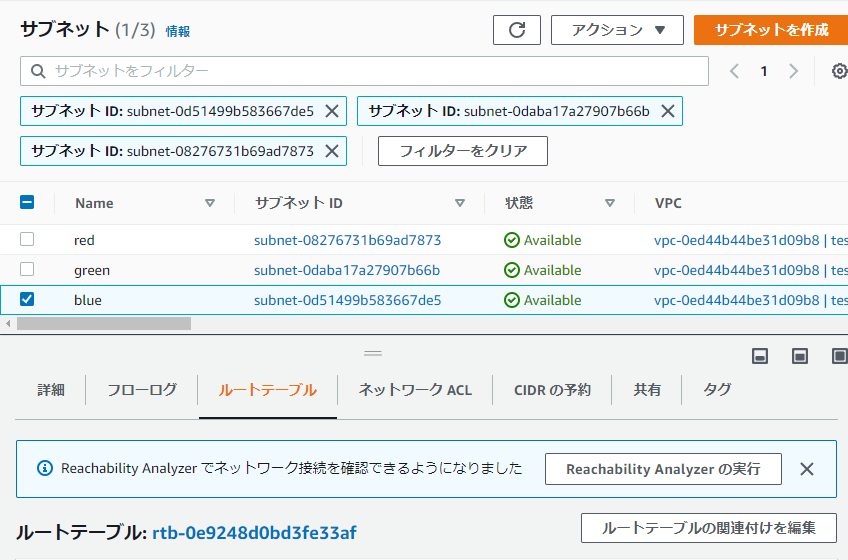 サブネット (1/3) 情報 アクション サブネットを作成
サブネットをフィルター 1
サブネット ID: subnet-0d51499b583667de5 サブネット ID: subnet-0daba17a27907b66b
サブネット ID: subnet-08276731b69ad7873 フィルターをクリア
Name サブネット ID 状態 VPC
red subnet-08276731b69ad7873 Available vpc-0ed44b44be31d09b8 | tes
green subnet-0daba17a27907b66b Available vpc-0ed44b44be31d09b8 | tes
blue subnet-0d51499b583667de5 Available vpc-0ed44b44be31d09b8 | tes
詳細 フローログ ルートテーブル ネットワーク ACL CIDR の予約 共有 タグ
Reachability Analyzer でネットワーク接続を確認できるようになりました Reachability Analyzer の実行
ルートテーブル: rtb-0e9248d0bd3fe33af ルートテーブルの関連付けを編集